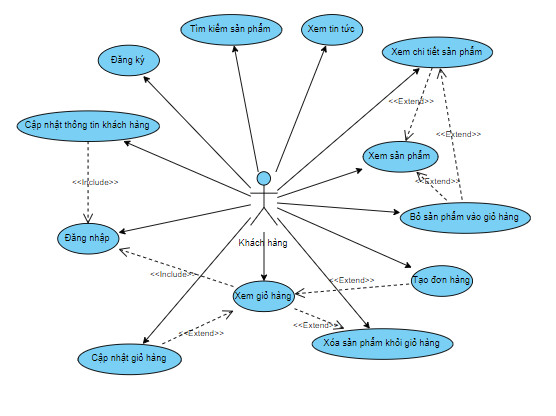 Tìm kiếm sản phẩm
Xem tin tức
Đăng ký
Xem chi tiết sản phẩm
<<Extend>>
Cập nhật thông tin khách hàng
<<Extend>>
Xem sản phẩm
<<Include>>
<<Extend>>
Bỏ sản phẩm vào giỏ hàng
Đăng nhập
Khách hàng
<<Include>>
<<Extend>>
Tạo đơn hàng
Xem giỏ hàng
<<Extend>>
<<Extend>>
Xóa sản phẩm khỏi giỏ hàng
Cập nhật giỏ hàng